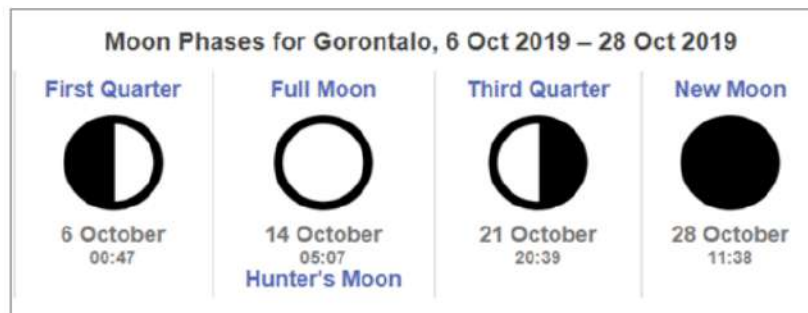 Moon Phases for Gorontalo, 6 Oct 2019 – 28 Oct 2019
First Quarter
6 October
00:47
Full Moon
14 October
05:07
Hunter's Moon
Third Quarter
21 October
20:39
New Moon
28 October
11:38